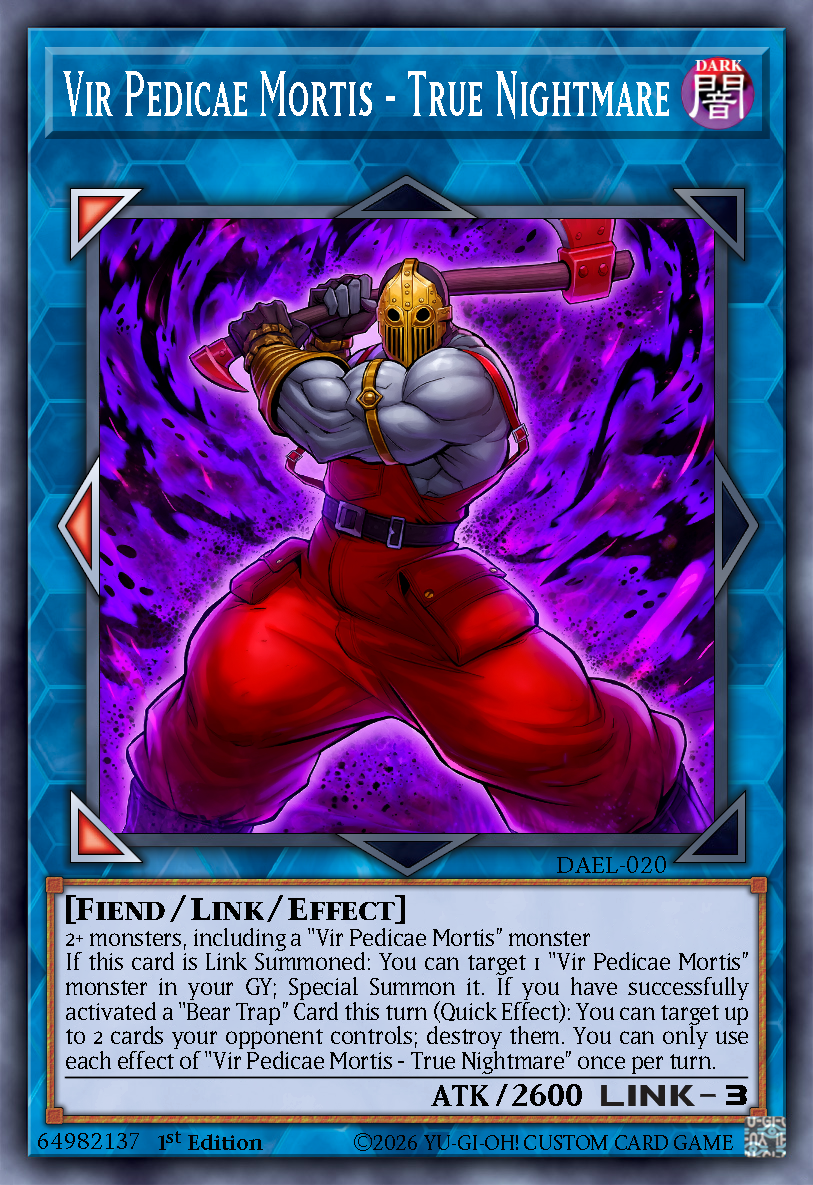 Vir Pedicae Mortis - True Nightmare
DARK
闇
DAEL-020
[Fiend/Link/Effect]
2+ monsters, including a "Vir Pedicae Mortis" monster
If this card is Link Summoned: You can target 1 "Vir Pedicae Mortis"
monster in your GY; Special Summon it. If you have successfully
activated a "Bear Trap" Card this turn (Quick Effect): You can target up
to 2 cards your opponent controls; destroy them. You can only use
each effect of "Vir Pedicae Mortis - True Nightmare" once per turn.
ATK/2600 LINK-3
64982137 1st Edition ©2026 YU-GI-OH! CUSTOM CARD GAME